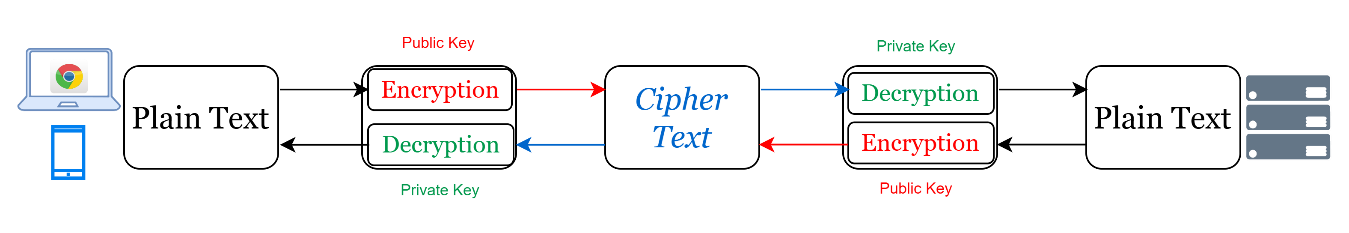 Public Key
Private Key
Plain Text
Encryption
Decryption
Private Key
Cipher
Text
Decryption
Encryption
Public Key
Plain Text